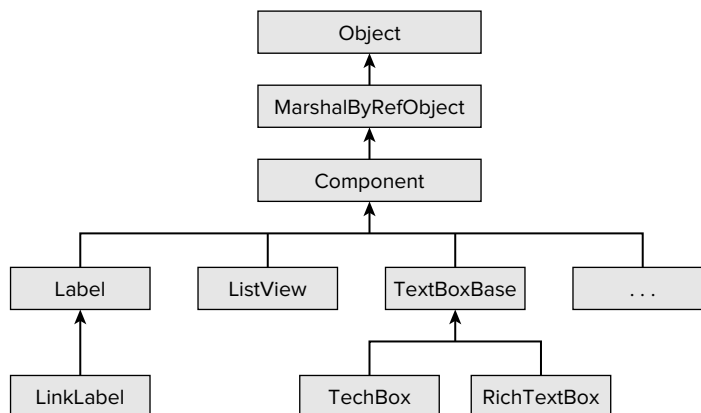 Object
MarshalByRefObject
Component
Label ListView TextBoxBase ...
LinkLabel TechBox RichTextBox